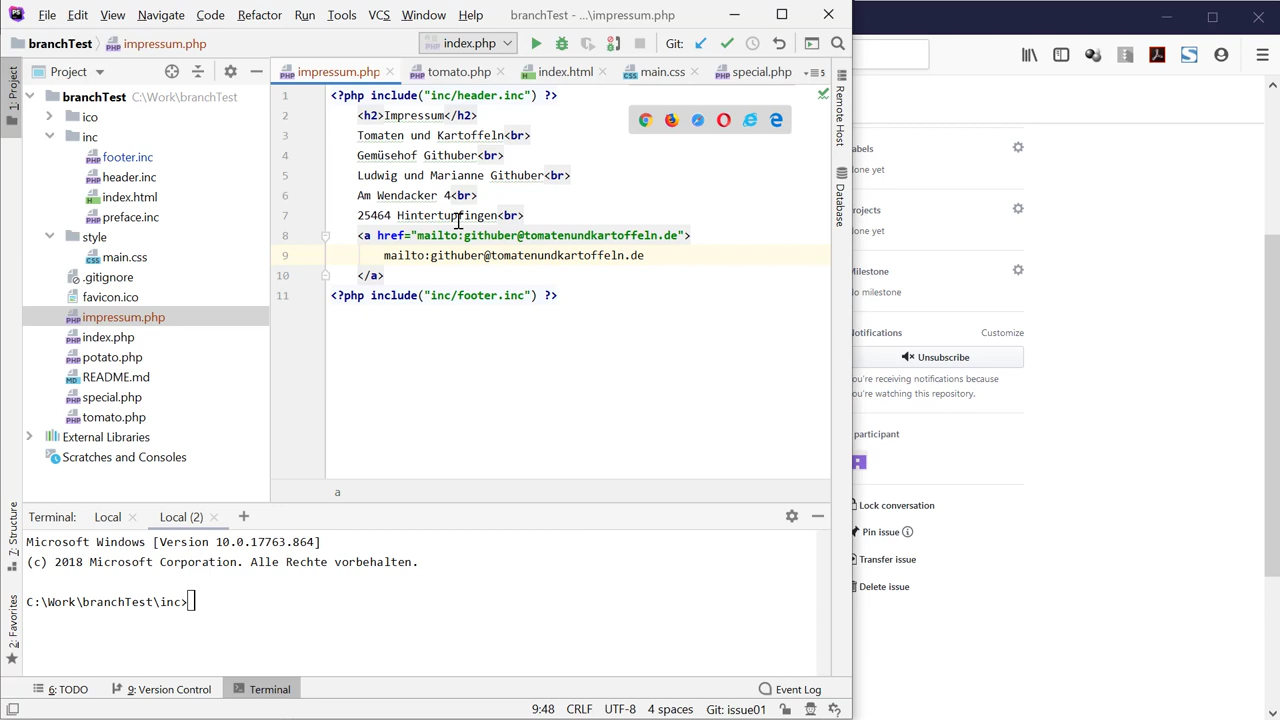 File Edit View Navigate Code Refactor Run Tools VCS Window Help branchTest - ...\impressum.php
branchTest impressum.php index.php Git:
1: Project
Project
impressum.php tomato.php index.html main.css special.php 5
branchTest C:\Work\branchTest
ico
inc
footer.inc
header.inc
index.html
preface.inc
style
main.css
.gitignore
favicon.ico
impressum.php
index.php
potato.php
README.md
special.php
tomato.php
External Libraries
Scratches and Consoles
1 <?php include("inc/header.inc") ?>
2 <h2>Impressum</h2>
3 Tomaten und Kartoffeln<br>
4 Gemüsehof Githuber<br>
5 Ludwig und Marianne Githuber<br>
6 Am Wendacker 4<br>
7 25464 Hintertupfingen<br>
8 <a href="mailto:githuber@tomatenundkartoffeln.de">
9 mailto:githuber@tomatenundkartoffeln.de
10 </a>
11 <?php include("inc/footer.inc") ?>
a
Remote Host
Database
Z: Structure
2: Favorites
Terminal: Local Local (2)
Microsoft Windows [Version 10.0.17763.864]
(c) 2018 Microsoft Corporation. Alle Rechte vorbehalten.
C:\Work\branchTest\inc>
6: TODO 9: Version Control Terminal Event Log
9:48 CRLF UTF-8 4 spaces Git: issue01
abels
one yet
rojects
one yet
Milestone
o milestone
otifications Customize
Unsubscribe
ou're receiving notifications because
ou're watching this repository.
participant
Lock conversation
Pin issue
Transfer issue
Delete issue